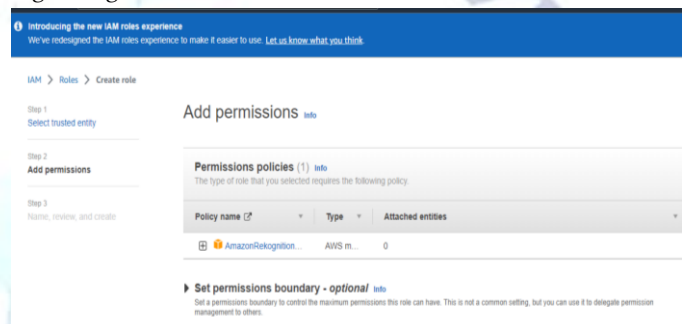 Introducing the new IAM roles experience
We've redesigned the IAM roles experience to make it easier to use. Let us know what you think.
IAM > Roles > Create role
Step 1
Select trusted entity
Step 2
Add permissions
Step 3
Name, review, and create
Add permissions Info
Permissions policies (1) Info
The type of role that you selected requires the following policy.
Policy name Type Attached entities
AmazonRekognition... AWS m... 0
Set permissions boundary - optional Info
Set a permissions boundary to control the maximum permissions this role can have. This is not a common setting, but you can use it to delegate permission
management to others.